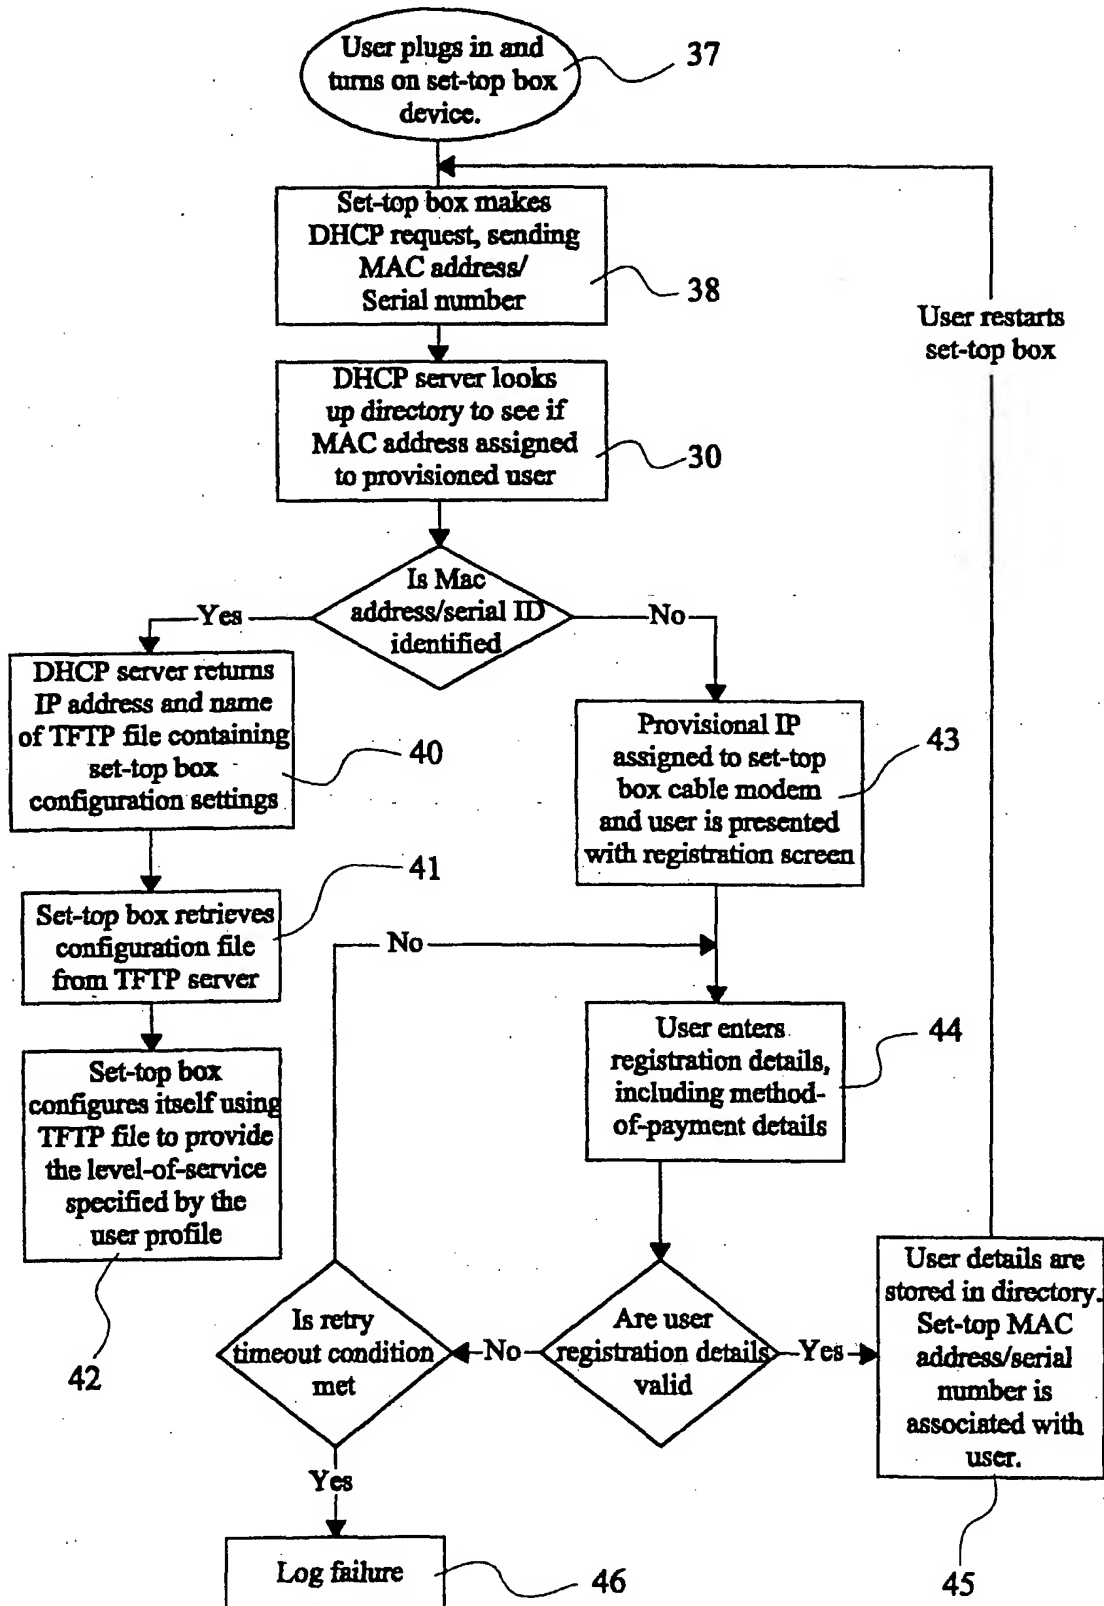 User plugs in and
turns on set-top box
device.
37
Set-top box makes
DHCP request, sending
MAC address/
Serial number
38
User restarts
set-top box
DHCP server looks
up directory to see if
MAC address assigned
to provisioned user
30
Is Mac
address/serial ID
identified
Yes
No
DHCP server returns
IP address and name
of TFTP file containing
set-top box
configuration settings
40
Provisional IP
assigned to set-top
box cable modem
and user is presented
with registration screen
43
Set-top box retrieves
configuration file
from TFTP server
41
No
User enters
registration details,
including method-
of-payment details
44
Set-top box
configures itself using
TFTP file to provide
the level-of-service
specified by the
user profile
42
Is retry
timeout condition
met
No
Are user
registration details
valid
Yes
User details are
stored in directory.
Set-top MAC
address/serial
number is
associated with
user.
45
Yes
Log failure
46